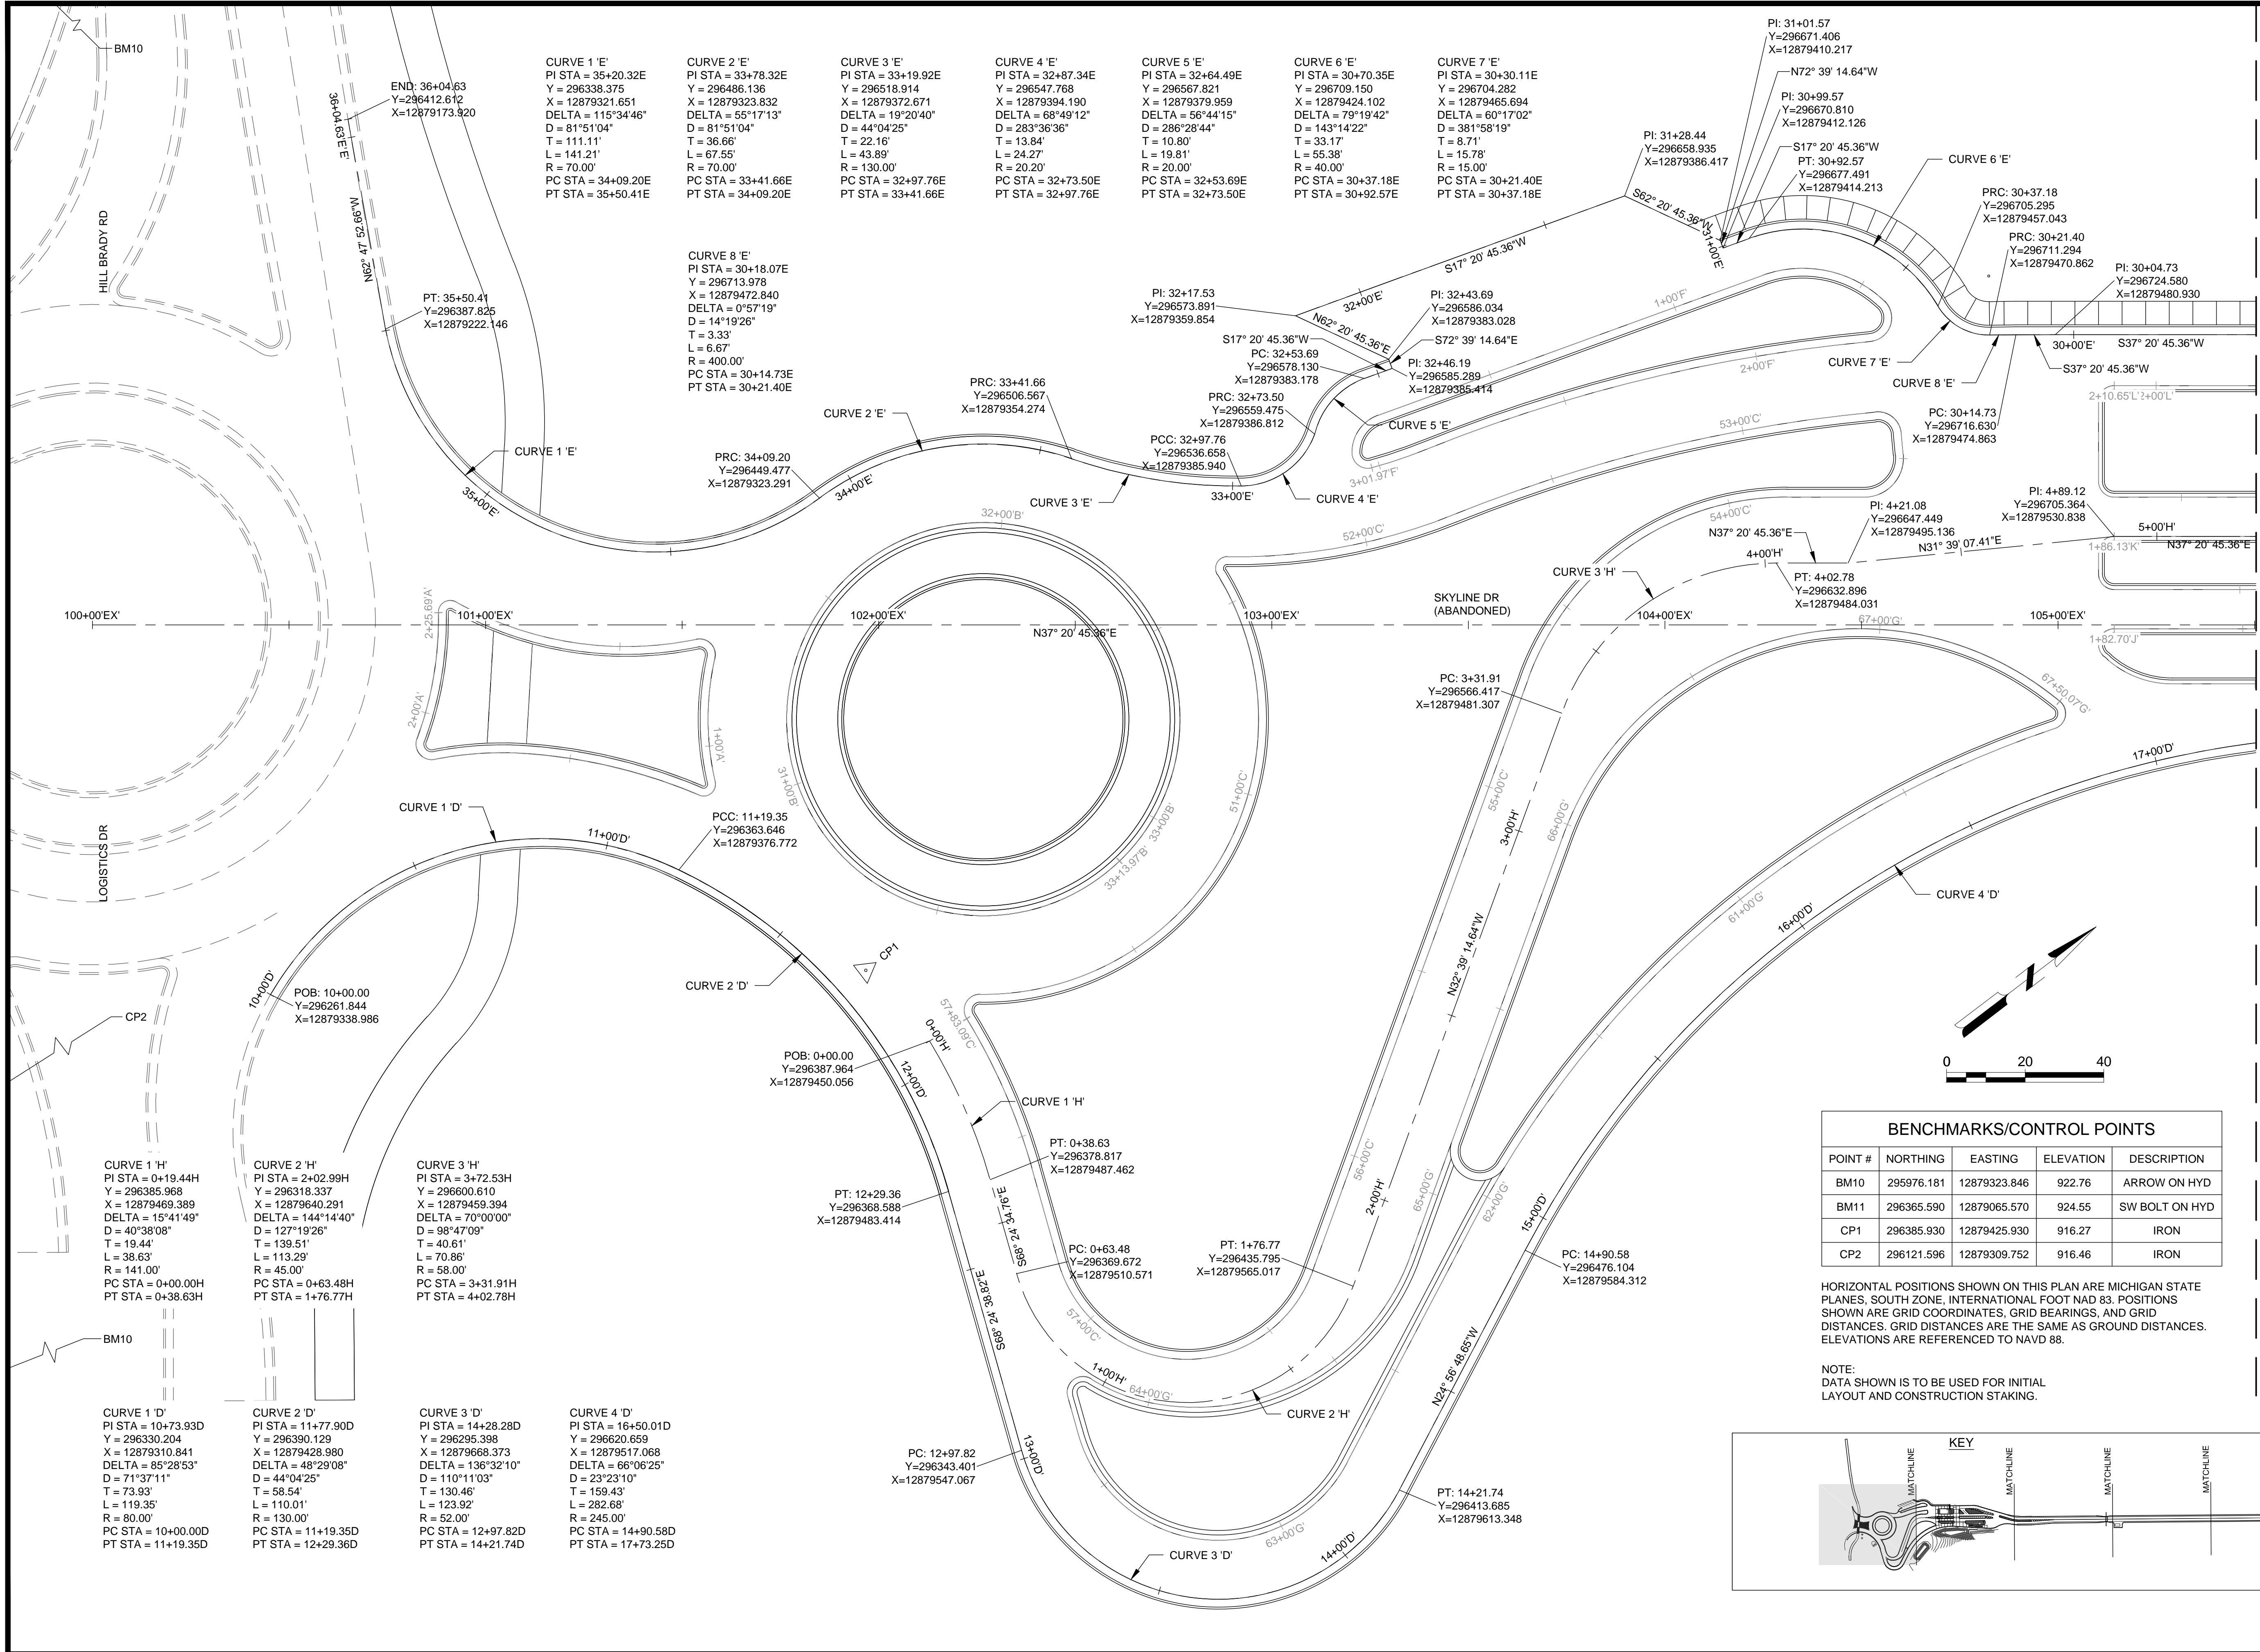 BM10
END: 36+04.63
Y=296412.612
X=12879173.920
36+04.63'E'E
N62° 47' 52.66"W
HILL BRADY RD
PT: 35+50.41
Y=296387.825
X=12879222.146
CURVE 1 'E'
PI STA = 35+20.32E
Y = 296338.375
X = 12879321.651
DELTA = 115°34'46"
D = 81°51'04"
T = 111.11'
L = 141.21'
R = 70.00'
PC STA = 34+09.20E
PT STA = 35+50.41E
CURVE 2 'E'
PI STA = 33+78.32E
Y = 296486.136
X = 12879323.832
DELTA = 55°17'13"
D = 81°51'04"
T = 36.66'
L = 67.55'
R = 70.00'
PC STA = 33+41.66E
PT STA = 34+09.20E
CURVE 3 'E'
PI STA = 33+19.92E
Y = 296518.914
X = 12879372.671
DELTA = 19°20'40"
D = 44°04'25"
T = 22.16'
L = 43.89'
R = 130.00'
PC STA = 32+97.76E
PT STA = 33+41.66E
CURVE 4 'E'
PI STA = 32+87.34E
Y = 296547.768
X = 12879394.190
DELTA = 68°49'12"
D = 283°36'36"
T = 13.84'
L = 24.27'
R = 20.20'
PC STA = 32+73.50E
PT STA = 32+97.76E
CURVE 5 'E'
PI STA = 32+64.49E
Y = 296567.821
X = 12879379.959
DELTA = 56°44'15"
D = 286°28'44"
T = 10.80'
L = 19.81'
R = 20.00'
PC STA = 32+53.69E
PT STA = 32+73.50E
CURVE 6 'E'
PI STA = 30+70.35E
Y = 296709.150
X = 12879424.102
DELTA = 79°19'42"
D = 143°14'22"
T = 33.17'
L = 55.38'
R = 40.00'
PC STA = 30+37.18E
PT STA = 30+92.57E
CURVE 7 'E'
PI STA = 30+30.11E
Y = 296704.282
X = 12879465.694
DELTA = 60°17'02"
D = 381°58'19"
T = 8.71'
L = 15.78'
R = 15.00'
PC STA = 30+21.40E
PT STA = 30+37.18E
CURVE 8 'E'
PI STA = 30+18.07E
Y = 296713.978
X = 12879472.840
DELTA = 0°57'19"
D = 14°19'26"
T = 3.33'
L = 6.67'
R = 400.00'
PC STA = 30+14.73E
PT STA = 30+21.40E
PI: 31+01.57
Y=296671.406
X=12879410.217
N72° 39' 14.64"W
PI: 30+99.57
Y=296670.810
X=12879412.126
PI: 31+28.44
Y=296658.935
X=12879386.417
S17° 20' 45.36"W
PT: 30+92.57
Y=296677.491
X=12879414.213
CURVE 6 'E'
S62° 20' 45.36"W
31+00'E'
PRC: 30+37.18
Y=296705.295
X=12879457.043
PRC: 30+21.40
Y=296711.294
X=12879470.862
PI: 30+04.73
Y=296724.580
X=12879480.930
S17° 20' 45.36"W
PI: 32+17.53
Y=296573.891
X=12879359.854
32+00'E'
N62° 20' 45.36"E
PI: 32+43.69
Y=296586.034
X=12879383.028
S72° 39' 14.64"E
1+00'F'
S17° 20' 45.36"W
PC: 32+53.69
Y=296578.130
X=12879383.178
PI: 32+46.19
Y=296585.289
X=12879385.414
2+00'F'
CURVE 7 'E'
30+00'E'
S37° 20' 45.36"W
S37° 20' 45.36"W
CURVE 8 'E'
2+10.65'L'
2+00'L'
PC: 30+14.73
Y=296716.630
X=12879474.863
PRC: 33+41.66
Y=296506.567
X=12879354.274
CURVE 2 'E'
PRC: 32+73.50
Y=296559.475
X=12879386.812
CURVE 5 'E'
PCC: 32+97.76
Y=296536.658
X=12879385.940
53+00'C'
3+01.97'F'
CURVE 1 'E'
35+00'E'
PRC: 34+09.20
Y=296449.477
X=12879323.291
34+00'E'
CURVE 3 'E'
33+00'E'
CURVE 4 'E'
32+00'B'
52+00'C'
54+00'C'
PI: 4+21.08
Y=296647.449
X=12879495.136
PI: 4+89.12
Y=296705.364
X=12879530.838
N37° 20' 45.36"E
4+00'H'
N31° 39' 07.41"E
5+00'H'
1+86.13'K'
N37° 20' 45.36"E
CURVE 3 'H'
PT: 4+02.78
Y=296632.896
X=12879484.031
SKYLINE DR
(ABANDONED)
100+00'EX'
2+25.69'A'
101+00'EX'
102+00'EX'
N37° 20' 45.36"E
103+00'EX'
104+00'EX'
67+00'G'
105+00'EX'
1+82.70'J'
PC: 3+31.91
Y=296566.417
X=12879481.307
67+50.07'G'
2+00'A'
1+00'A'
31+00'B'
51+00'C'
33+00'B'
33+13.97'B'
55+00'C'
3+00'H'
66+00'G'
17+00'D'
LOGISTICS DR
CURVE 1 'D'
11+00'D'
PCC: 11+19.35
Y=296363.646
X=12879376.772
CURVE 4 'D'
61+00'G'
16+00'D'
N32° 39' 14.64"W
10+00'D'
POB: 10+00.00
Y=296261.844
X=12879338.986
CURVE 2 'D'
CP1
CP2
57+83.09'C'
0+00'H'
POB: 0+00.00
Y=296387.964
X=12879450.056
12+00'D'
CURVE 1 'H'
PT: 0+38.63
Y=296378.817
X=12879487.462
N
0 20 40
BENCHMARKS/CONTROL POINTS
POINT # NORTHING EASTING ELEVATION DESCRIPTION
BM10 295976.181 12879323.846 922.76 ARROW ON HYD
BM11 296365.590 12879065.570 924.55 SW BOLT ON HYD
CP1 296385.930 12879425.930 916.27 IRON
CP2 296121.596 12879309.752 916.46 IRON
HORIZONTAL POSITIONS SHOWN ON THIS PLAN ARE MICHIGAN STATE
PLANES, SOUTH ZONE, INTERNATIONAL FOOT NAD 83. POSITIONS
SHOWN ARE GRID COORDINATES, GRID BEARINGS, AND GRID
DISTANCES. GRID DISTANCES ARE THE SAME AS GROUND DISTANCES.
ELEVATIONS ARE REFERENCED TO NAVD 88.
NOTE:
DATA SHOWN IS TO BE USED FOR INITIAL
LAYOUT AND CONSTRUCTION STAKING.
CURVE 1 'H'
PI STA = 0+19.44H
Y = 296385.968
X = 12879469.389
DELTA = 15°41'49"
D = 40°38'08"
T = 19.44'
L = 38.63'
R = 141.00'
PC STA = 0+00.00H
PT STA = 0+38.63H
CURVE 2 'H'
PI STA = 2+02.99H
Y = 296318.337
X = 12879640.291
DELTA = 144°14'40"
D = 127°19'26"
T = 139.51'
L = 113.29'
R = 45.00'
PC STA = 0+63.48H
PT STA = 1+76.77H
CURVE 3 'H'
PI STA = 3+72.53H
Y = 296600.610
X = 12879459.394
DELTA = 70°00'00"
D = 98°47'09"
T = 40.61'
L = 70.86'
R = 58.00'
PC STA = 3+31.91H
PT STA = 4+02.78H
PT: 12+29.36
Y=296368.588
X=12879483.414
S68° 24' 34.76"E
PC: 0+63.48
Y=296369.672
X=12879510.571
S68° 24' 38.82"E
56+00'C'
2+00'H'
65+00'G'
62+00'G'
15+00'D'
PT: 1+76.77
Y=296435.795
X=12879565.017
PC: 14+90.58
Y=296476.104
X=12879584.312
57+00'C'
1+00'H'
64+00'G'
N24° 56' 48.65"W
CURVE 2 'H'
BM10
CURVE 1 'D'
PI STA = 10+73.93D
Y = 296330.204
X = 12879310.841
DELTA = 85°28'53"
D = 71°37'11"
T = 73.93'
L = 119.35'
R = 80.00'
PC STA = 10+00.00D
PT STA = 11+19.35D
CURVE 2 'D'
PI STA = 11+77.90D
Y = 296390.129
X = 12879428.980
DELTA = 48°29'08"
D = 44°04'25"
T = 58.54'
L = 110.01'
R = 130.00'
PC STA = 11+19.35D
PT STA = 12+29.36D
CURVE 3 'D'
PI STA = 14+28.28D
Y = 296295.398
X = 12879668.373
DELTA = 136°32'10"
D = 110°11'03"
T = 130.46'
L = 123.92'
R = 52.00'
PC STA = 12+97.82D
PT STA = 14+21.74D
CURVE 4 'D'
PI STA = 16+50.01D
Y = 296620.659
X = 12879517.068
DELTA = 66°06'25"
D = 23°23'10"
T = 159.43'
L = 282.68'
R = 245.00'
PC STA = 14+90.58D
PT STA = 17+73.25D
PC: 12+97.82
Y=296343.401
X=12879547.067
13+00'D'
63+00'G'
14+00'D'
CURVE 3 'D'
PT: 14+21.74
Y=296413.685
X=12879613.348
KEY
MATCHLINE
MATCHLINE
MATCHLINE
MATCHLINE